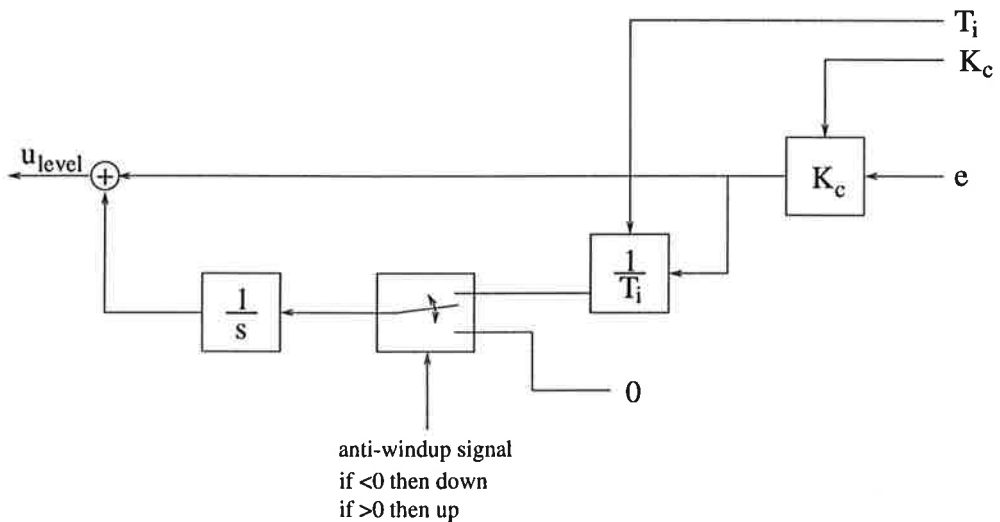 T_i
K_c
u_level
+
K_c
e
1
T_i
1
s
0
anti-windup signal
if <0 then down
if >0 then up